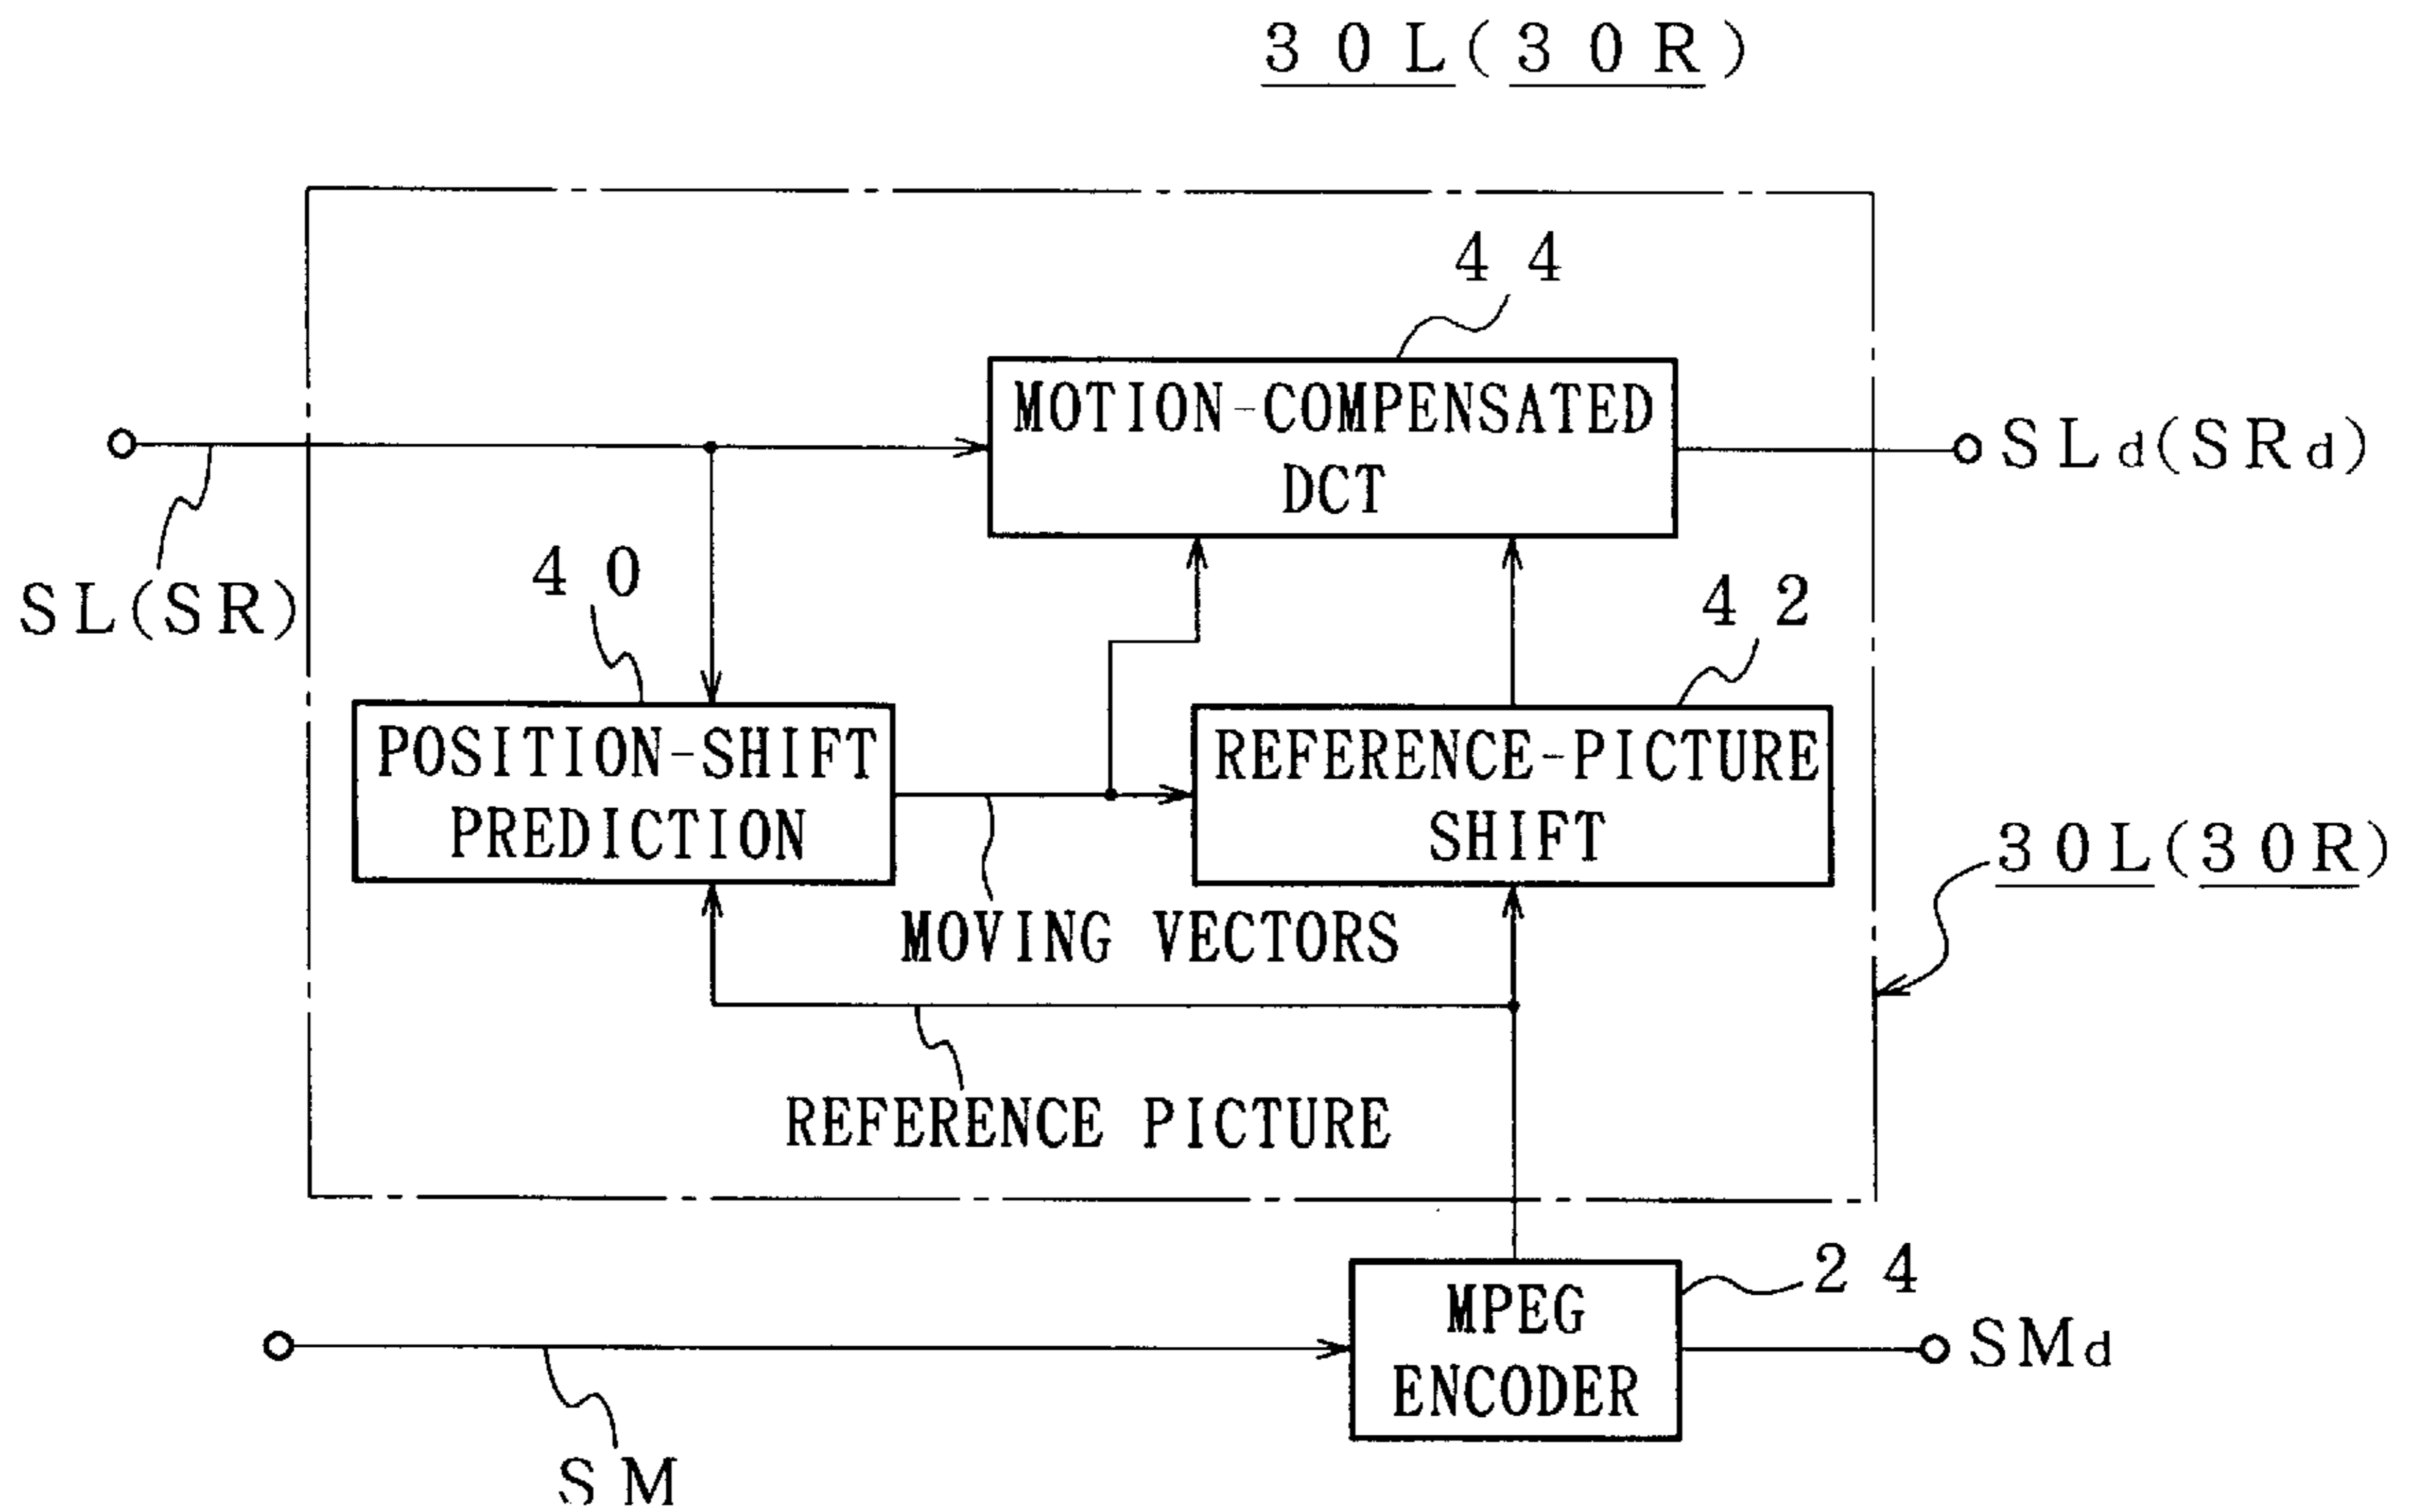 30L(30R)
44
MOTION-COMPENSATED
DCT
SLd(SRd)
SL(SR)
40
42
POSITION-SHIFT
PREDICTION
REFERENCE-PICTURE
SHIFT
30L(30R)
MOVING VECTORS
REFERENCE PICTURE
24
MPEG
ENCODER
SMd
SM